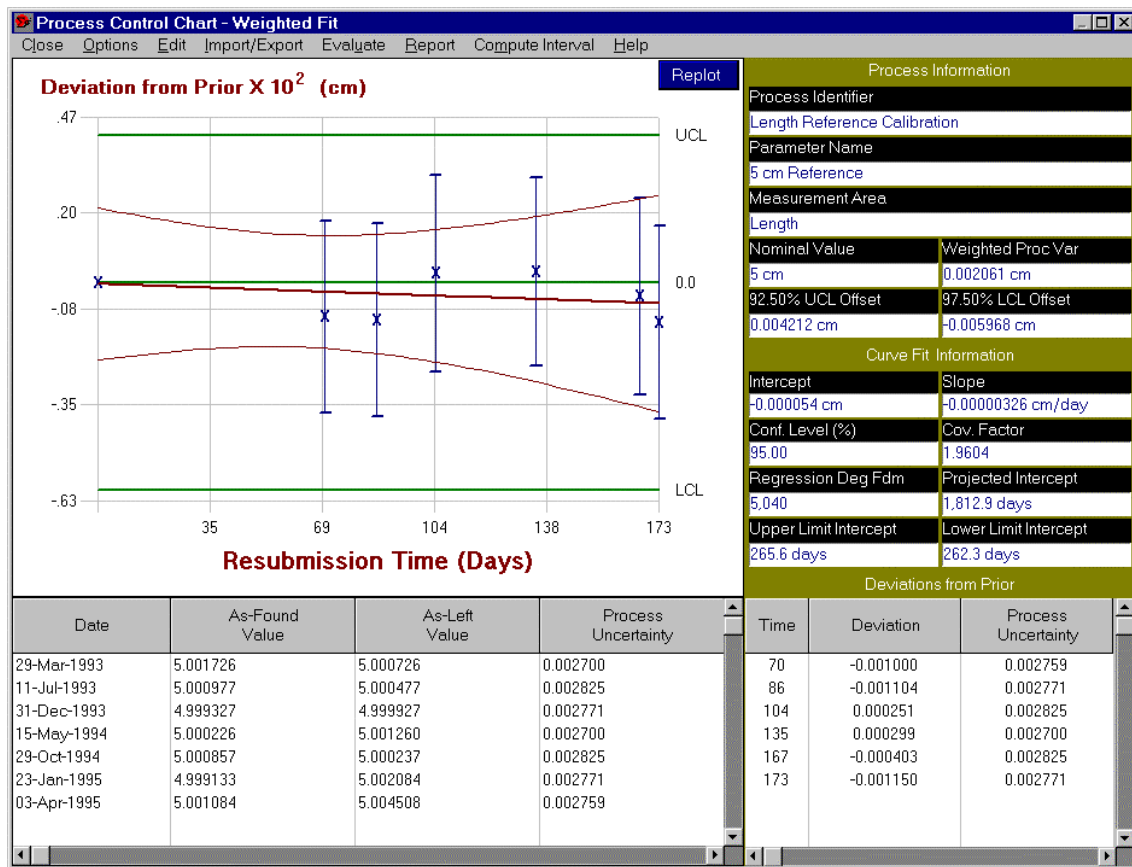 Process Control Chart - Weighted Fit
Close Options Edit Import/Export Evaluate Report Compute Interval Help
Deviation from Prior X 10² (cm)
Replot
.47
UCL
.20
0.0
-.08
-.35
LCL
-.63
35 69 104 138 173
Resubmission Time (Days)
Process Information
Process Identifier
Length Reference Calibration
Parameter Name
5 cm Reference
Measurement Area
Length
Nominal Value Weighted Proc Var
5 cm 0.002061 cm
92.50% UCL Offset 97.50% LCL Offset
0.004212 cm -0.005968 cm
Curve Fit Information
Intercept Slope
-0.000054 cm -0.00000326 cm/day
Conf. Level (%) Cov. Factor
95.00 1.9604
Regression Deg Fdm Projected Intercept
5,040 1,812.9 days
Upper Limit Intercept Lower Limit Intercept
265.6 days 262.3 days
Date As-Found Value As-Left Value Process Uncertainty
29-Mar-1993 5.001726 5.000726 0.002700
11-Jul-1993 5.000977 5.000477 0.002825
31-Dec-1993 4.999327 4.999927 0.002771
15-May-1994 5.000226 5.001260 0.002700
29-Oct-1994 5.000857 5.000237 0.002825
23-Jan-1995 4.999133 5.002084 0.002771
03-Apr-1995 5.001084 5.004508 0.002759
Deviations from Prior
Time Deviation Process Uncertainty
70 -0.001000 0.002759
86 -0.001104 0.002771
104 0.000251 0.002825
135 0.000299 0.002700
167 -0.000403 0.002825
173 -0.001150 0.002771